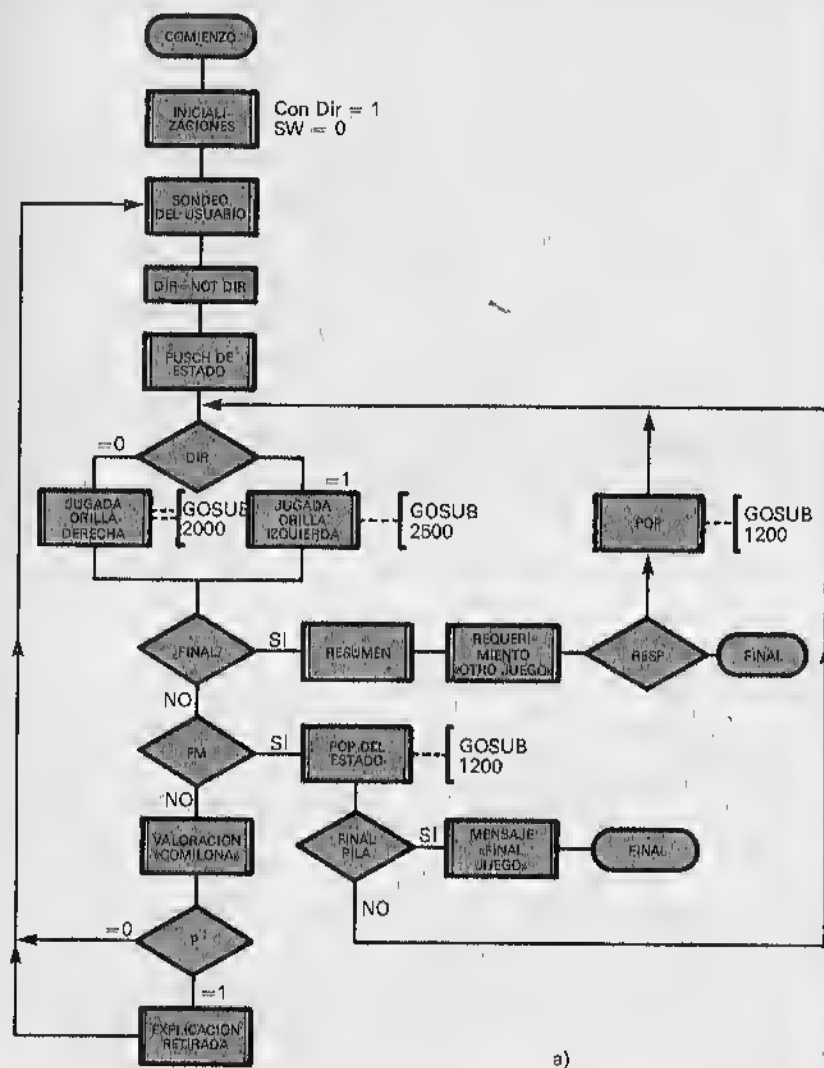 COMIENZO
INICIALI-
ZACIONES
Con Dir = 1
SW = 0
SONDEO
DEL USUARIO
DIR=NOT DIR
PUSCH DE
ESTADO
DIR
=0
=1
JUGADA
ORILLA
DERECHA
GOSUB
2000
JUGADA
ORILLA
IZQUIERDA
GOSUB
2500
POP
GOSUB
1200
¿FINAL?
SI
RESUMEN
REQUERI-
MIENTO
«OTRO JUEGO»
RESP.
FINAL
NO
FM
SI
POP DEL
ESTADO
GOSUB
1200
NO
VALORACION
«COMILONA»
FINAL
PILA
SI
MENSAJE
«FINAL
JUEGO»
FINAL
NO
=0
=1
EXPLICACION
RETIRADA
a)